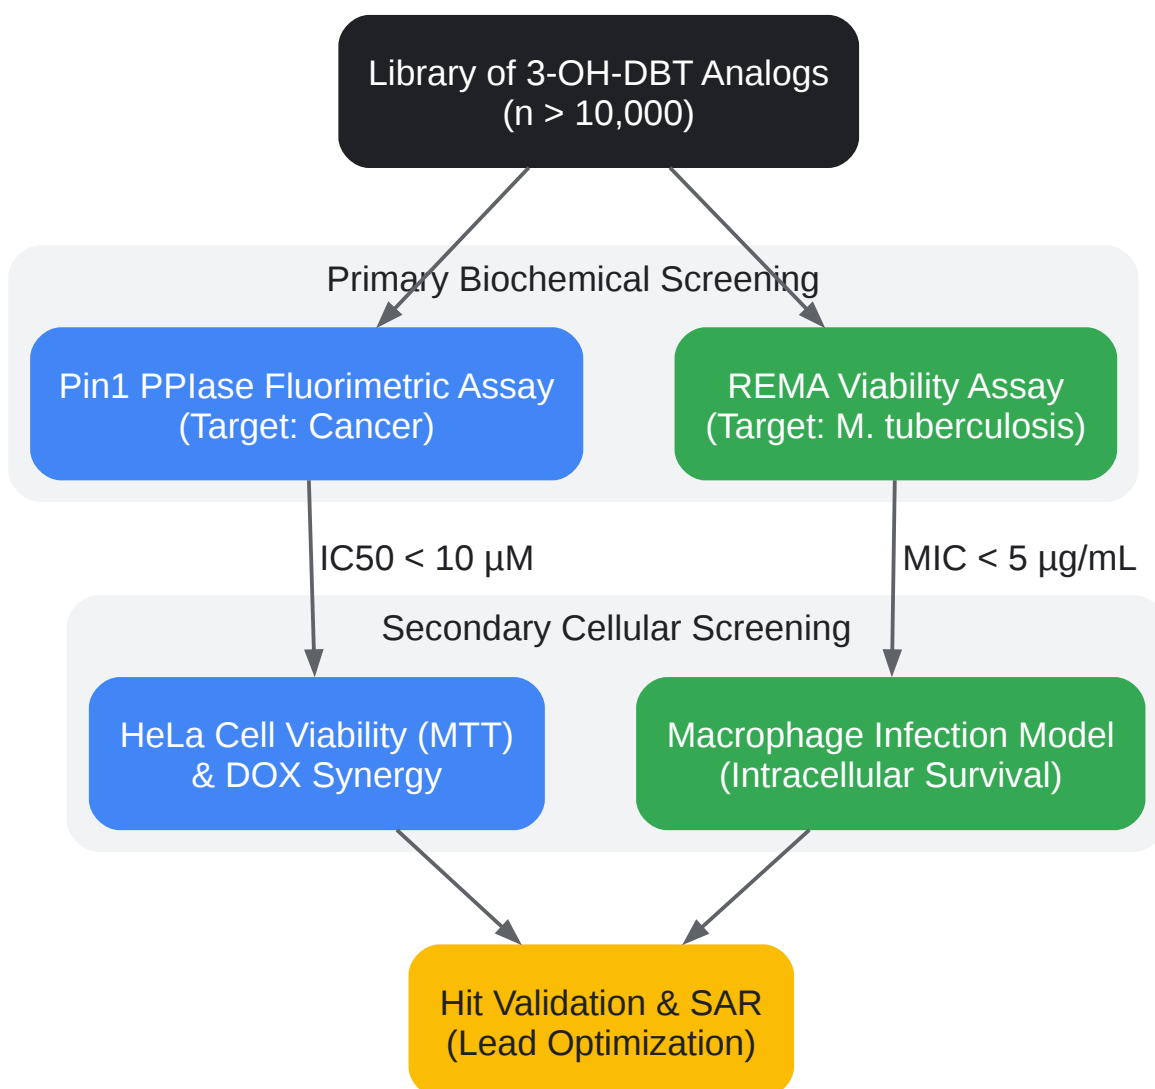 Library of 3-OH-DBT Analogs
(n > 10,000)
Primary Biochemical Screening
Pin1 PPIase Fluorimetric Assay
(Target: Cancer)
REMA Viability Assay
(Target: M. tuberculosis)
IC50 < 10 µM
MIC < 5 µg/mL
Secondary Cellular Screening
HeLa Cell Viability (MTT)
& DOX Synergy
Macrophage Infection Model
(Intracellular Survival)
Hit Validation & SAR
(Lead Optimization)